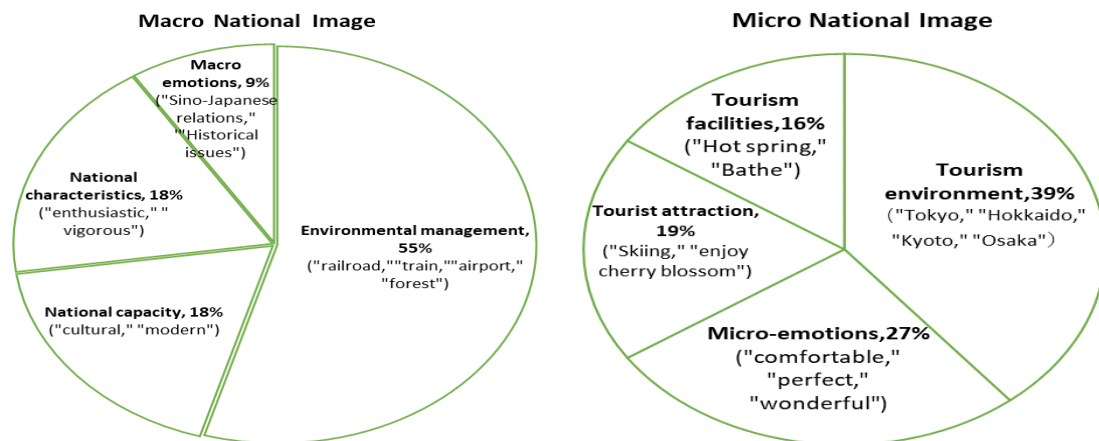 Macro National Image
Macro
emotions, 9%
("Sino-Japanese
relations,"
""Historical
issues")
National
characteristics, 18%
("enthusiastic," "
vigorous")
Environmental management,
55%
("railroad,""train,""airport,"
"forest")
National capacity, 18%
("cultural," "modern")
Micro National Image
Tourism
facilities,16%
("Hot spring,"
"Bathe")
Tourism
environment,39%
("Tokyo," "Hokkaido,"
"Kyoto," "Osaka")
Tourist attraction,
19%
("Skiing," "enjoy
cherry blossom")
Micro-emotions,27%
("comfortable,"
"perfect,"
"wonderful")